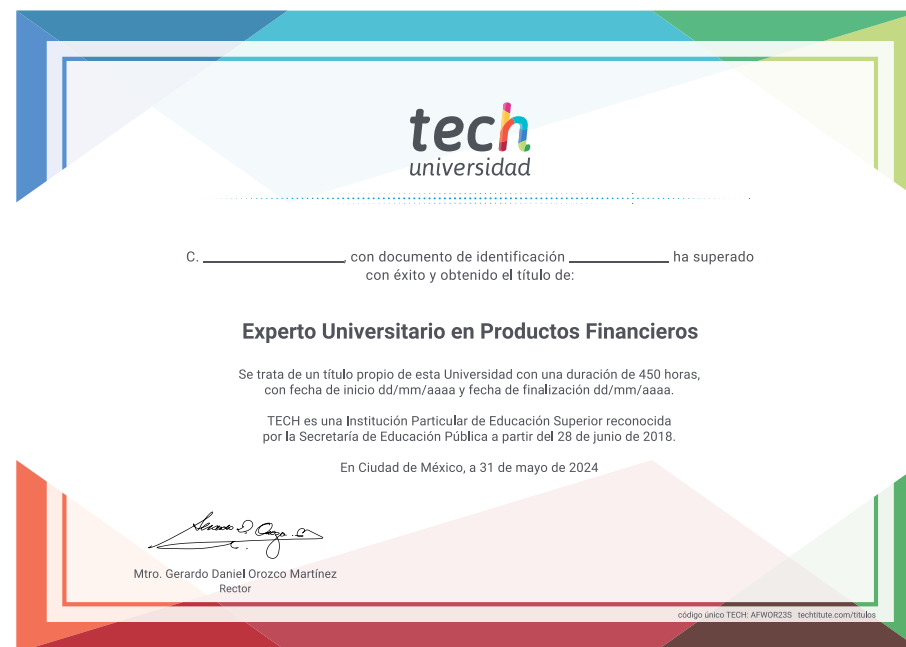 tech
universidad
C. ____________________, con documento de identificación ______________ ha superado
con éxito y obtenido el título de:
Experto Universitario en Productos Financieros
Se trata de un título propio de esta Universidad con una duración de 450 horas,
con fecha de inicio dd/mm/aaaa y fecha de finalización dd/mm/aaaa.
TECH es una Institución Particular de Educación Superior reconocida
por la Secretaría de Educación Pública a partir del 28 de junio de 2018.
En Ciudad de México, a 31 de mayo de 2024
Mtro. Gerardo Daniel Orozco Martínez
Rector
código único TECH: AFWOR23S techtitute.com/titulos